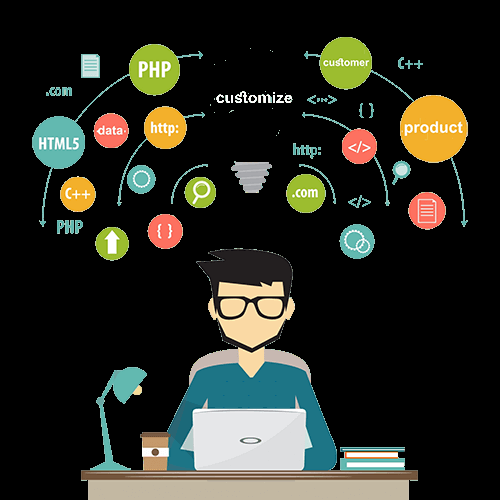 PHP
customer
C++
.com
customize
<···>
{ }
HTML5
data
http:
product
</>
http:
C++
.com
</>
PHP
{ }